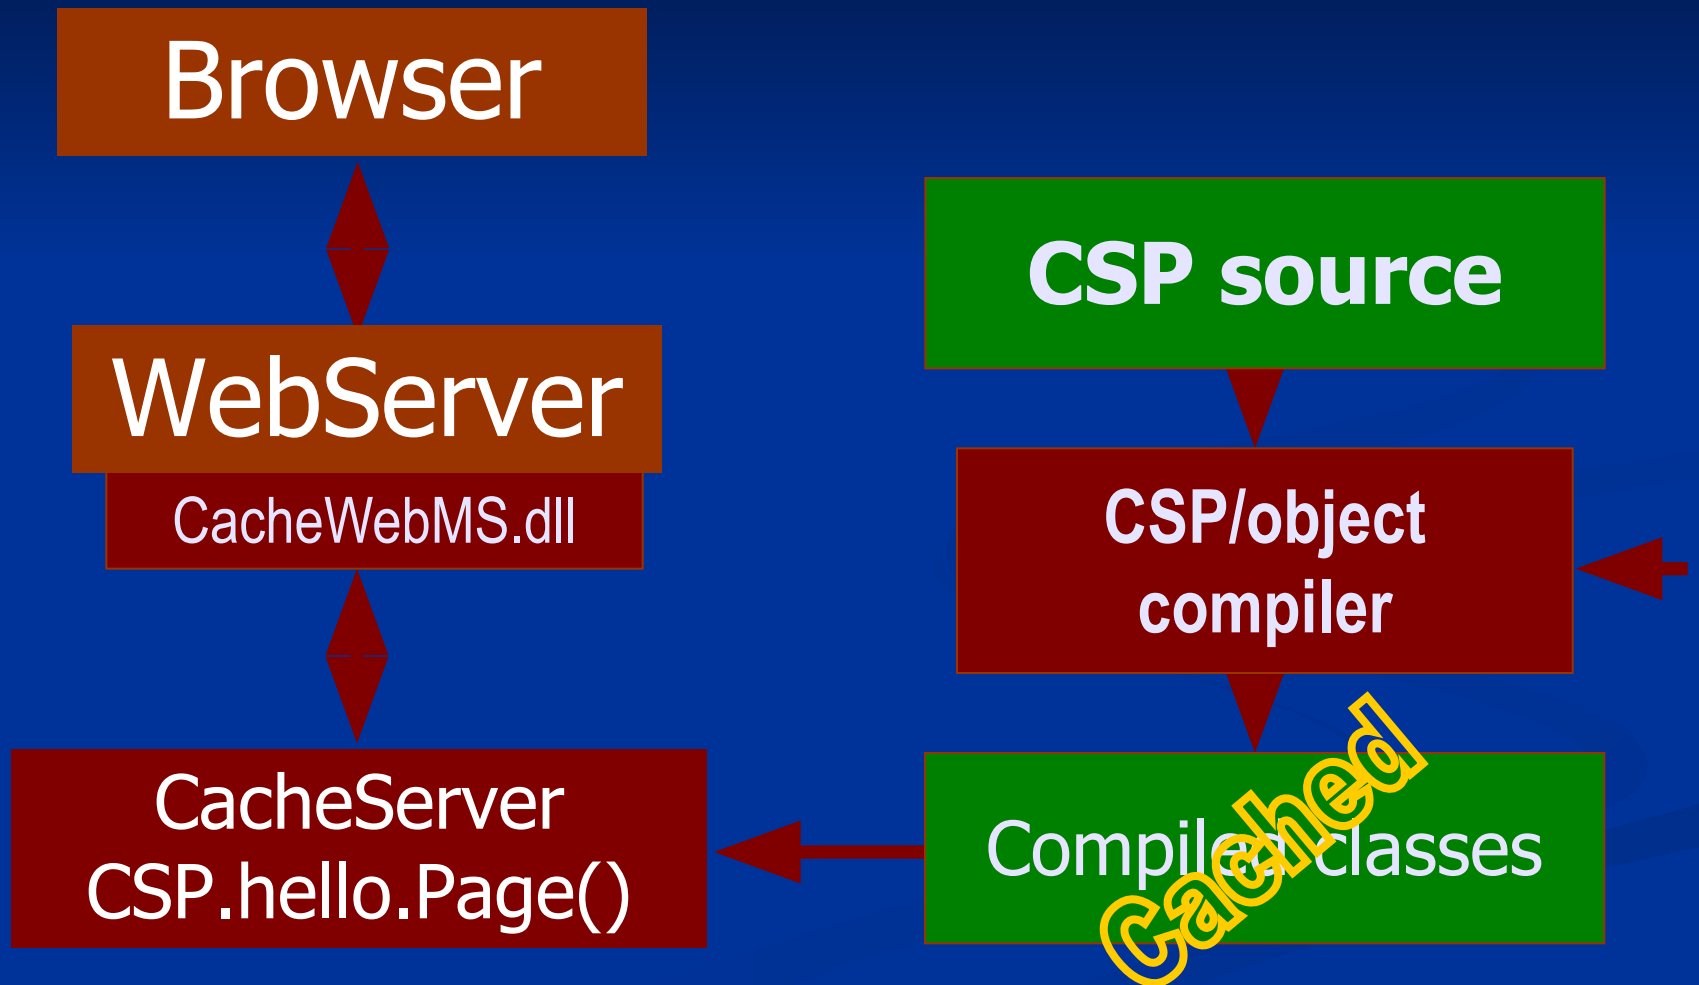 Browser
WebServer
CacheWebMS.dll
CacheServer
CSP.hello.Page()
CSP source
CSP/object
compiler
Compiled classes
Cached